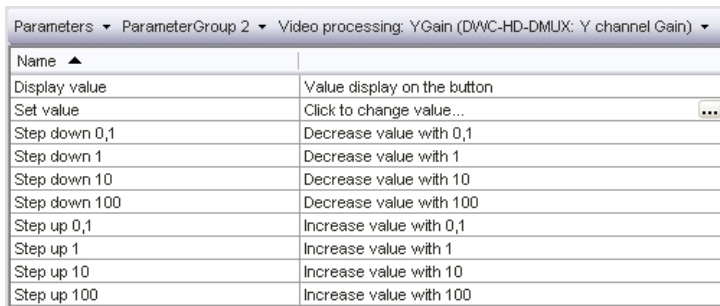 Parameters ▾ ParameterGroup 2 ▾ Video processing: YGain (DWC-HD-DMUX: Y channel Gain) ▾
Name ▲
Display value Value display on the button
Set value Click to change value... ...
Step down 0,1 Decrease value with 0,1
Step down 1 Decrease value with 1
Step down 10 Decrease value with 10
Step down 100 Decrease value with 100
Step up 0,1 Increase value with 0,1
Step up 1 Increase value with 1
Step up 10 Increase value with 10
Step up 100 Increase value with 100